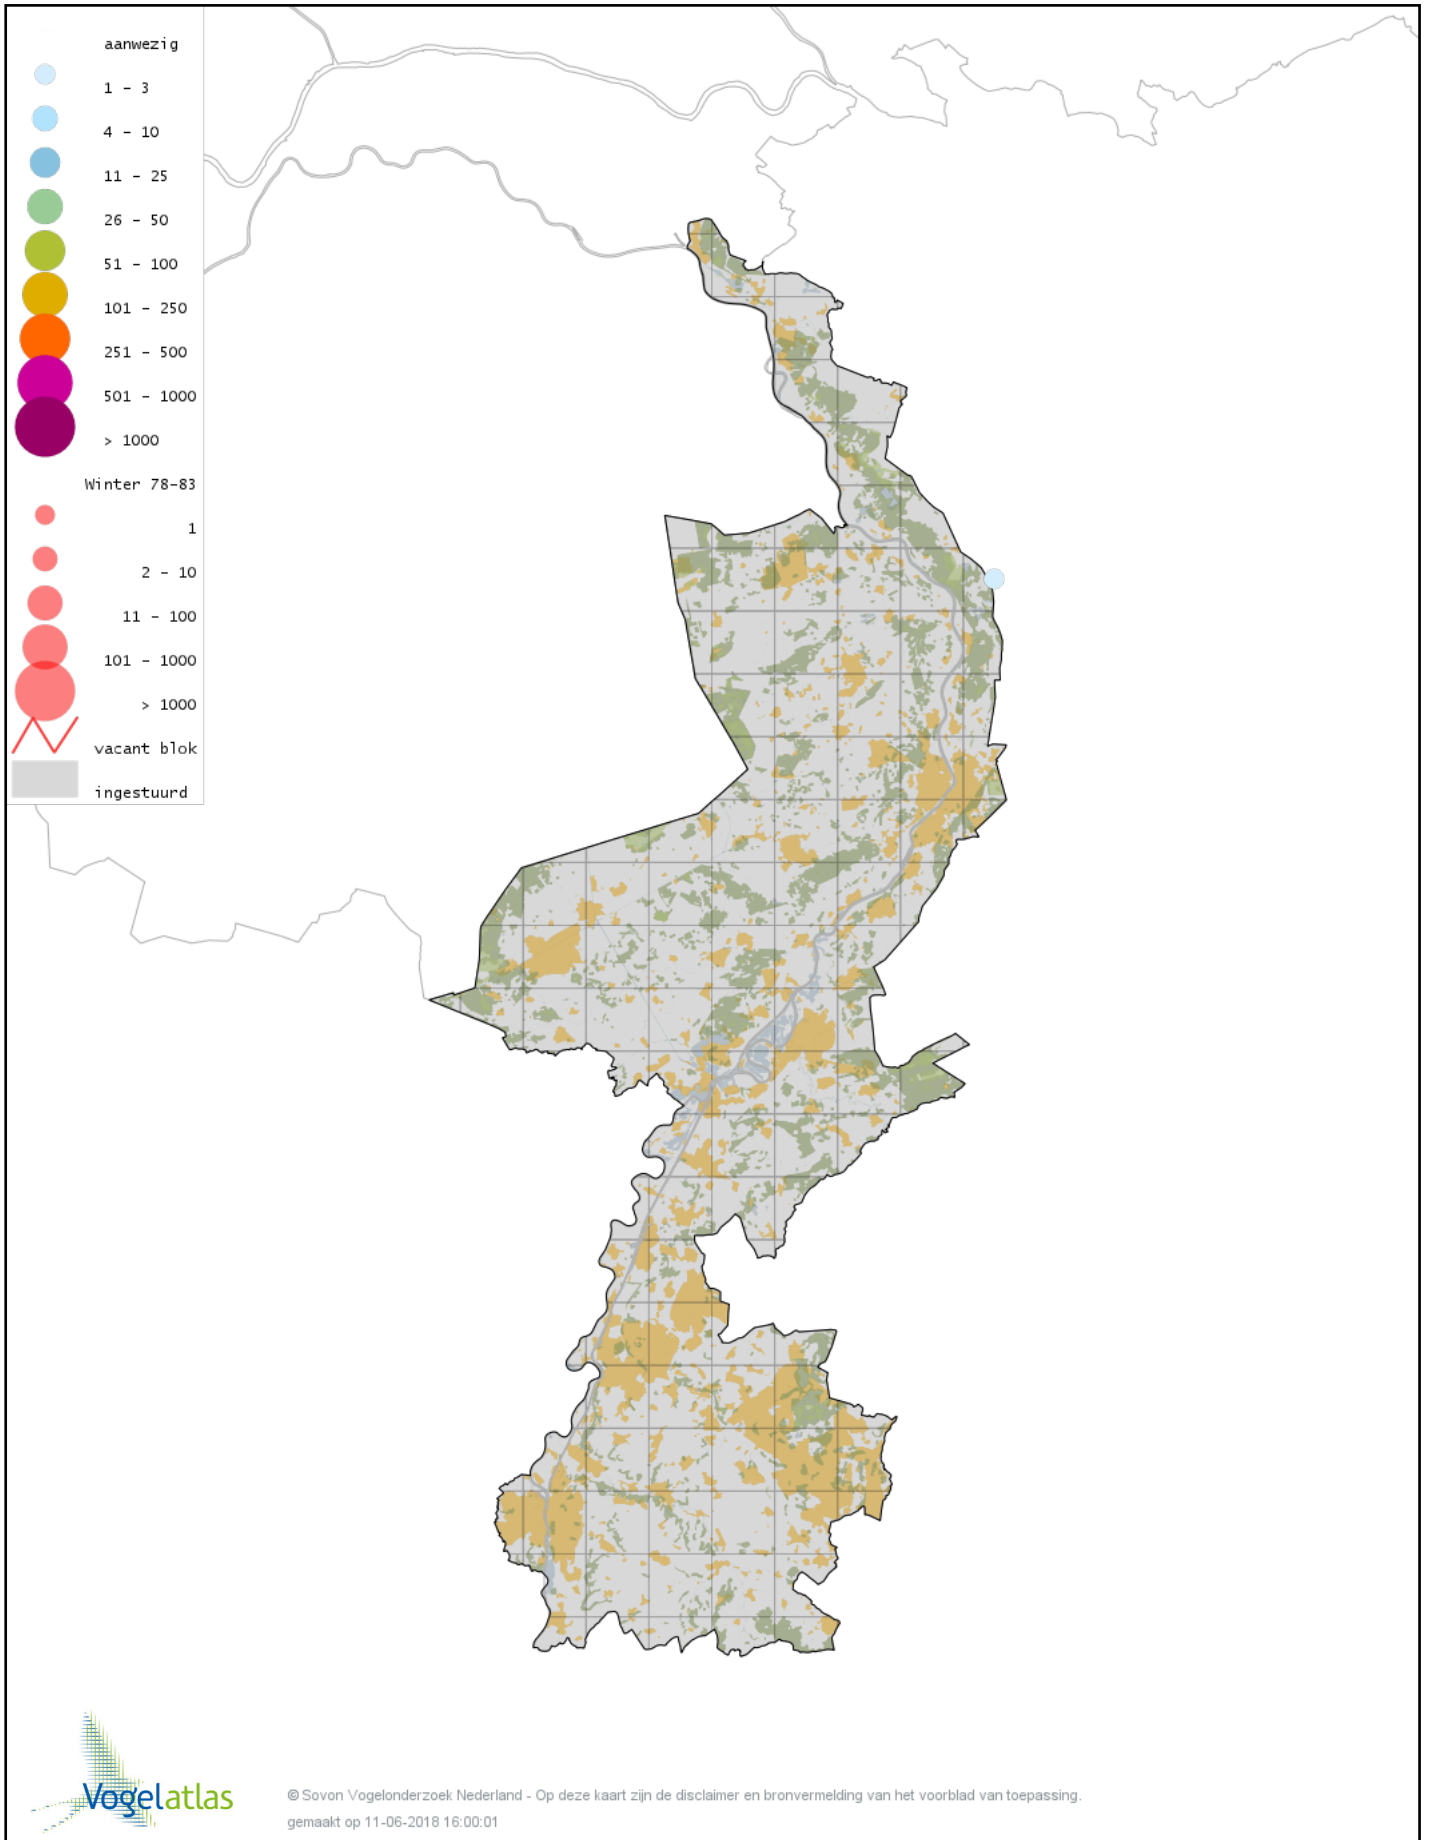 aanwezig
1 - 3
4 - 10
11 - 25
26 - 50
51 - 100
101 - 250
251 - 500
501 - 1000
> 1000
Winter 78-83
1
2 - 10
11 - 100
101 - 1000
> 1000
vacant blok
ingestuurd
Vogelatlas
© Sovon Vogelonderzoek Nederland - Op deze kaart zijn de disclaimer en bronvermelding van het voorblad van toepassing.
gemaakt op 11-06-2018 16:00:01